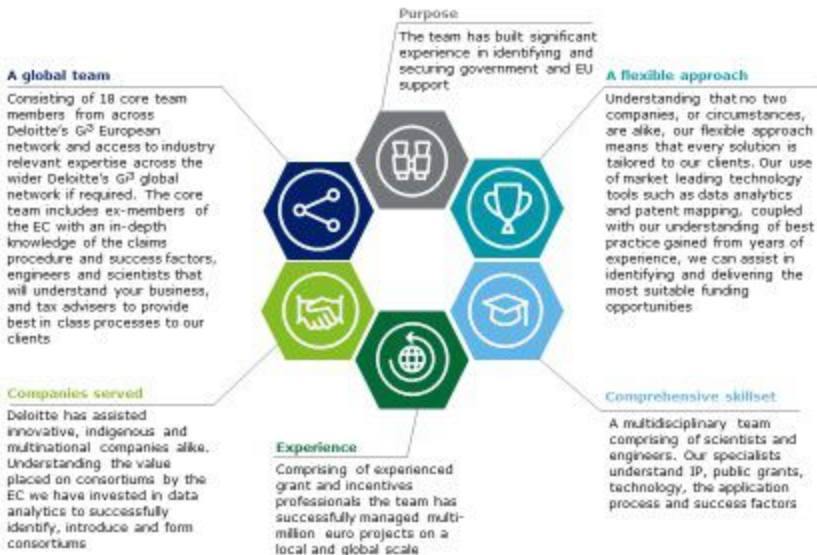 Purpose
The team has built significant
experience in identifying and
securing government and EU
support
A global team
Consisting of 18 core team
members from across
Deloitte's Gi³ European
network and access to industry
relevant expertise across the
wider Deloitte's Gi³ global
network if required. The core
team includes ex-members of
the EC with an in-depth
knowledge of the claims
procedure and success factors,
engineers and scientists that
will understand your business,
and tax advisers to provide
best in class processes to our
clients
A flexible approach
Understanding that no two
companies, or circumstances,
are alike, our flexible approach
means that every solution is
tailored to our clients. Our use
of market leading technology
tools such as data analytics
and patent mapping, coupled
with our understanding of best
practice gained from years of
experience, we can assist in
identifying and delivering the
most suitable funding
opportunities
Companies served
Deloitte has assisted
innovative, indigenous and
multinational companies alike.
Understanding the value
placed on consortiums by the
EC we have invested in data
analytics to successfully
identify, introduce and form
consortiums
Experience
Comprising of experienced
grant and incentives
professionals the team has
successfully managed multi-
million euro projects on a
local and global scale
Comprehensive skillset
A multidisciplinary team
comprising of scientists and
engineers. Our specialists
understand IP, public grants,
technology, the application
process and success factors